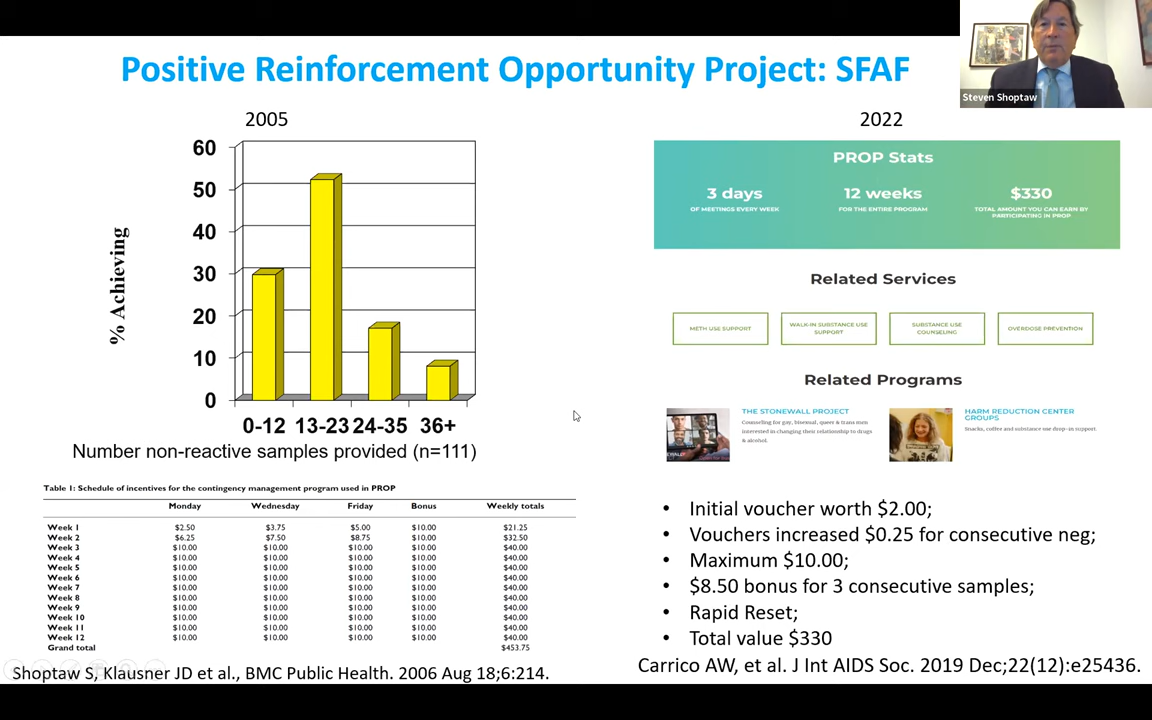 Positive Reinforcement Opportunity Project: SFAF
Steven Shoptaw
2005
60
50
40
30
20
10
0
% Achieving
0-12 13-23 24-35 36+
Number non-reactive samples provided (n=111)
Table 1: Schedule of incentives for the contingency management program used in PROP
Monday Wednesday Friday Bonus Weekly totals
Week 1 $2.50 $3.75 $5.00 $10.00 $21.25
Week 2 $6.25 $7.50 $8.75 $10.00 $32.50
Week 3 $10.00 $10.00 $10.00 $10.00 $40.00
Week 4 $10.00 $10.00 $10.00 $10.00 $40.00
Week 5 $10.00 $10.00 $10.00 $10.00 $40.00
Week 6 $10.00 $10.00 $10.00 $10.00 $40.00
Week 7 $10.00 $10.00 $10.00 $10.00 $40.00
Week 8 $10.00 $10.00 $10.00 $10.00 $40.00
Week 9 $10.00 $10.00 $10.00 $10.00 $40.00
Week 10 $10.00 $10.00 $10.00 $10.00 $40.00
Week 11 $10.00 $10.00 $10.00 $10.00 $40.00
Week 12 $10.00 $10.00 $10.00 $10.00 $40.00
Grand total $453.75
Shoptaw S, Klausner JD et al., BMC Public Health. 2006 Aug 18;6:214.
2022
PROP Stats
3 days 12 weeks $330
OF MEETINGS EVERY WEEK FOR THE ENTIRE PROGRAM TOTAL AMOUNT YOU CAN EARN BY
PARTICIPATING IN PROP
Related Services
METH USE SUPPORT
WALK-IN SUBSTANCE USE
SUPPORT
SUBSTANCE USE
COUNSELING
OVERDOSE PREVENTION
Related Programs
THE STONEWALL PROJECT
Counseling for gay, bisexual, queer & trans men
interested in changing their relationship to drugs
& alcohol.
HARM REDUCTION CENTER
GROUPS
Snacks, coffee and substance use drop-in support.
• Initial voucher worth $2.00;
• Vouchers increased $0.25 for consecutive neg;
• Maximum $10.00;
• $8.50 bonus for 3 consecutive samples;
• Rapid Reset;
• Total value $330
Carrico AW, et al. J Int AIDS Soc. 2019 Dec;22(12):e25436.